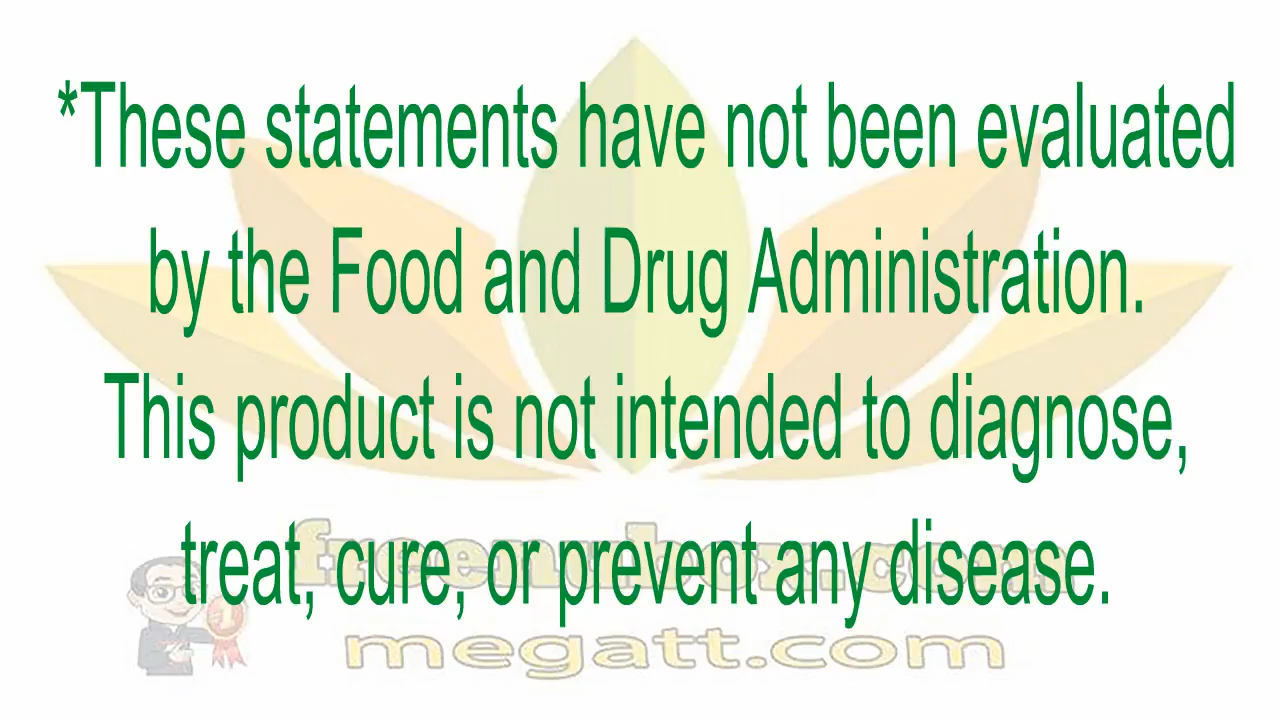 *These statements have not been evaluated
by the Food and Drug Administration.
This product is not intended to diagnose,
treat, cure, or prevent any disease.
megatt.com
1